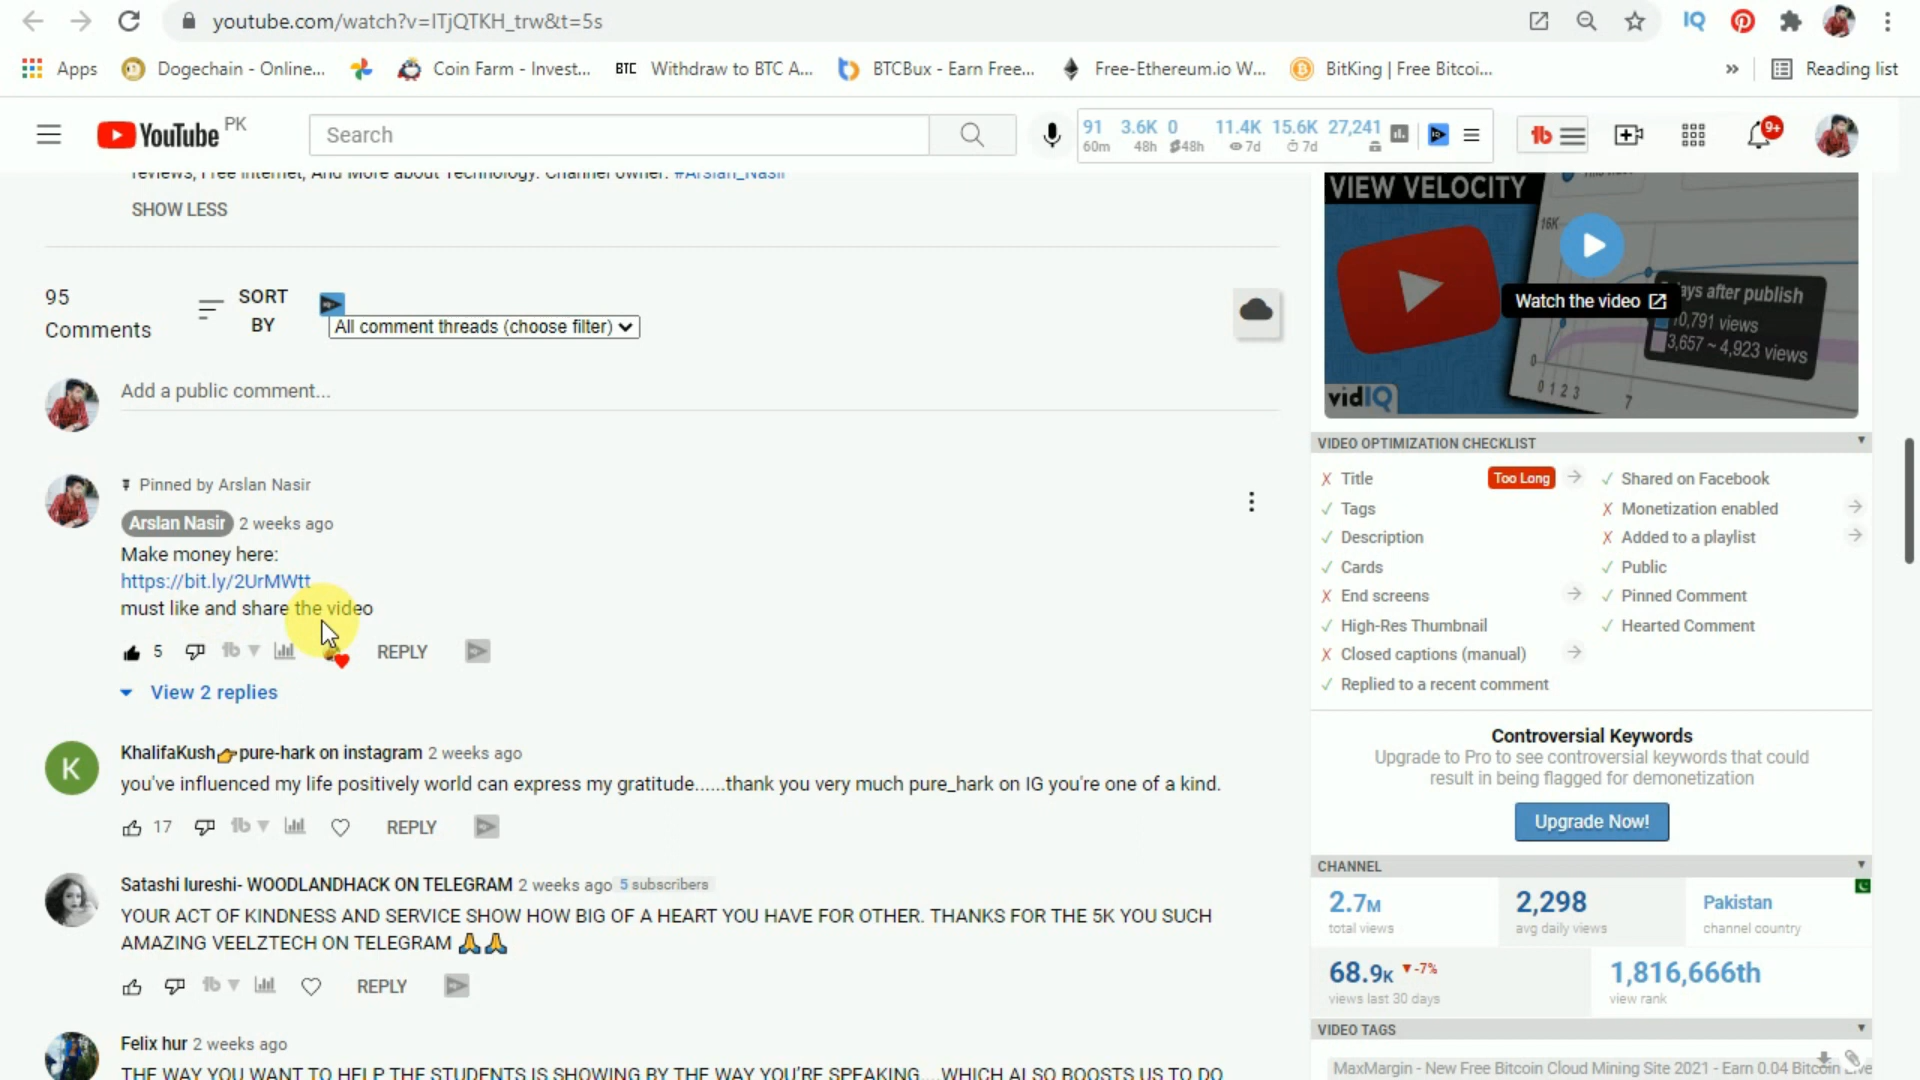 youtube.com/watch?v=ITjQTKH_trw&t=5s
IQ
Apps
Dogechain - Online...
Coin Farm - Invest...
BTC Withdraw to BTC A...
BTCBux - Earn Free...
Free-Ethereum.io W...
BitKing | Free Bitcoi...
»
Reading list
YouTube PK
Search
91 3.6K 0 11.4K 15.6K 27,241
60m 48h 48h 7d 7d
tb
9+
reviews, Free Internet, And More about Technology. Channel owner: #Arslan_Nasir
SHOW LESS
95
Comments
SORT
BY
All comment threads (choose filter)
Add a public comment...
Pinned by Arslan Nasir
Arslan Nasir 2 weeks ago
Make money here:
https://bit.ly/2UrMWtt
must like and share the video
5 tb REPLY
View 2 replies
K
KhalifaKush👉pure-hark on instagram 2 weeks ago
you've influenced my life positively world can express my gratitude......thank you very much pure_hark on IG you're one of a kind.
17 tb REPLY
Satashi Iureshi- WOODLANDHACK ON TELEGRAM 2 weeks ago 5 subscribers
YOUR ACT OF KINDNESS AND SERVICE SHOW HOW BIG OF A HEART YOU HAVE FOR OTHER. THANKS FOR THE 5K YOU SUCH
AMAZING VEELZTECH ON TELEGRAM 🙏🙏
tb REPLY
Felix hur 2 weeks ago
THE WAY YOU WANT TO HELP THE STUDENTS IS SHOWING BY THE WAY YOU'RE SPEAKING....WHICH ALSO BOOSTS US TO DO
VIEW VELOCITY
16K
Watch the video
days after publish
10,791 views
3,657 ~ 4,923 views
0
0 1 2 3 7
vidIQ
VIDEO OPTIMIZATION CHECKLIST
Title Too Long
Tags
Description
Cards
End screens
High-Res Thumbnail
Closed captions (manual)
Replied to a recent comment
Shared on Facebook
Monetization enabled
Added to a playlist
Public
Pinned Comment
Hearted Comment
Controversial Keywords
Upgrade to Pro to see controversial keywords that could
result in being flagged for demonetization
Upgrade Now!
CHANNEL
2.7M
total views
2,298
avg daily views
Pakistan
channel country
68.9K -7%
views last 30 days
1,816,666th
view rank
VIDEO TAGS
MaxMargin - New Free Bitcoin Cloud Mining Site 2021 - Earn 0.04 Bitcoin Live